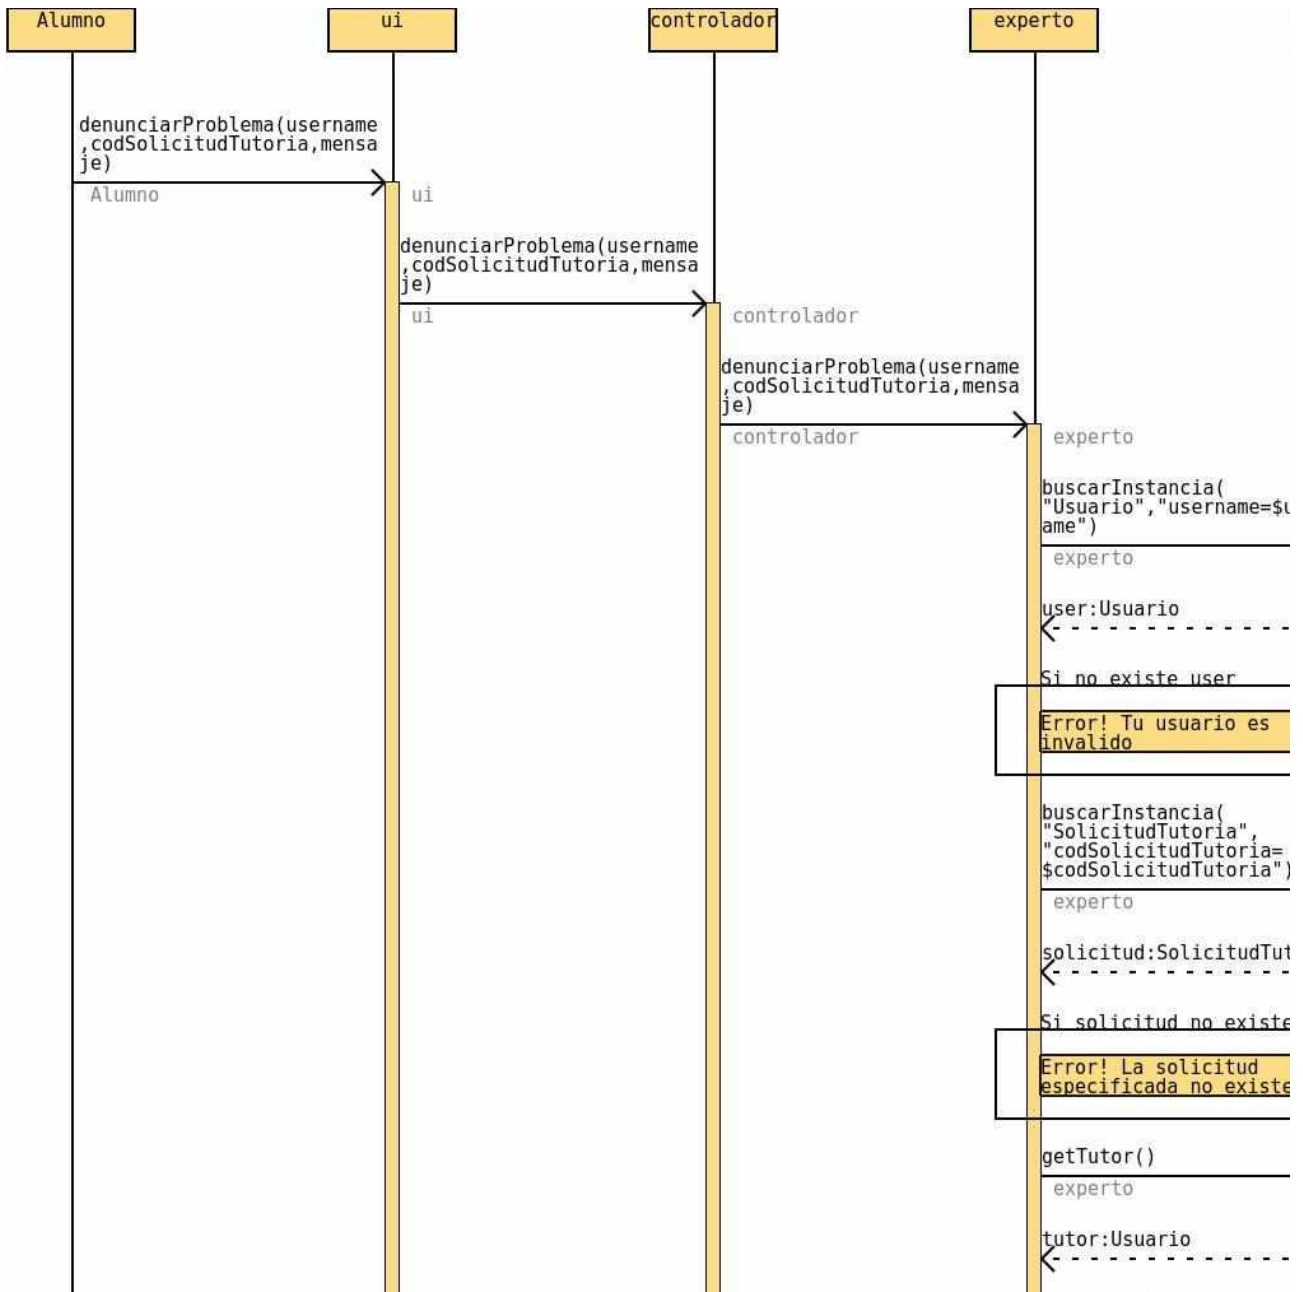 Alumno
ui
controlador
experto
denunciarProblema(username
,codSolicitudTutoria,mensa
je)
Alumno
ui
denunciarProblema(username
,codSolicitudTutoria,mensa
je)
ui
controlador
denunciarProblema(username
,codSolicitudTutoria,mensa
je)
controlador
experto
buscarInstancia(
"Usuario","username=$u
ame")
experto
user:Usuario
Si no existe user
Error! Tu usuario es
invalido
buscarInstancia(
"SolicitudTutoria",
"codSolicitudTutoria=
$codSolicitudTutoria")
experto
solicitud:SolicitudTut
Si solicitud no existe
Error! La solicitud
especificada no existe
getTutor()
experto
tutor:Usuario